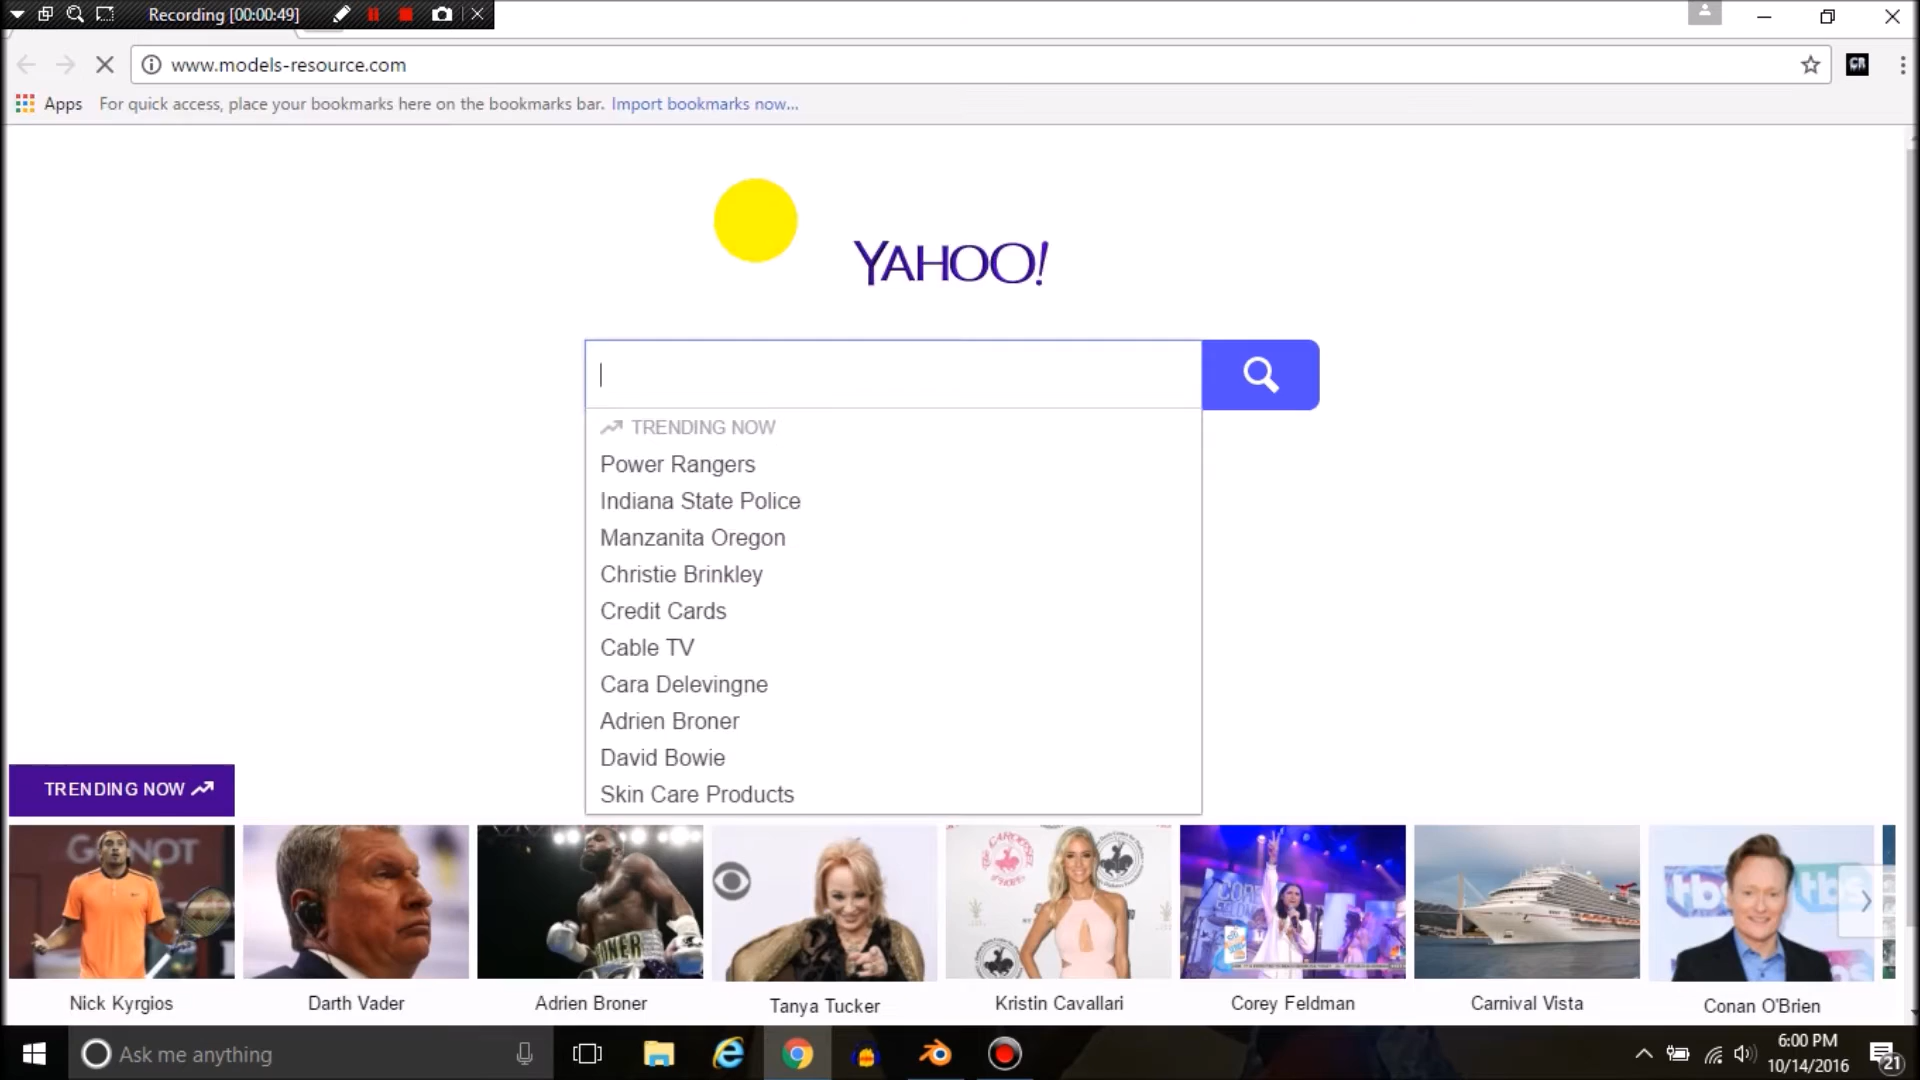 Recording [00:00:49]
www.models-resource.com
Apps For quick access, place your bookmarks here on the bookmarks bar. Import bookmarks now...
YAHOO!
TRENDING NOW
Power Rangers
Indiana State Police
Manzanita Oregon
Christie Brinkley
Credit Cards
Cable TV
Cara Delevingne
Adrien Broner
David Bowie
Skin Care Products
TRENDING NOW
Nick Kyrgios
Darth Vader
Adrien Broner
Tanya Tucker
Kristin Cavallari
Corey Feldman
Carnival Vista
Conan O'Brien
tbs
Ask me anything
6:00 PM
10/14/2016
21